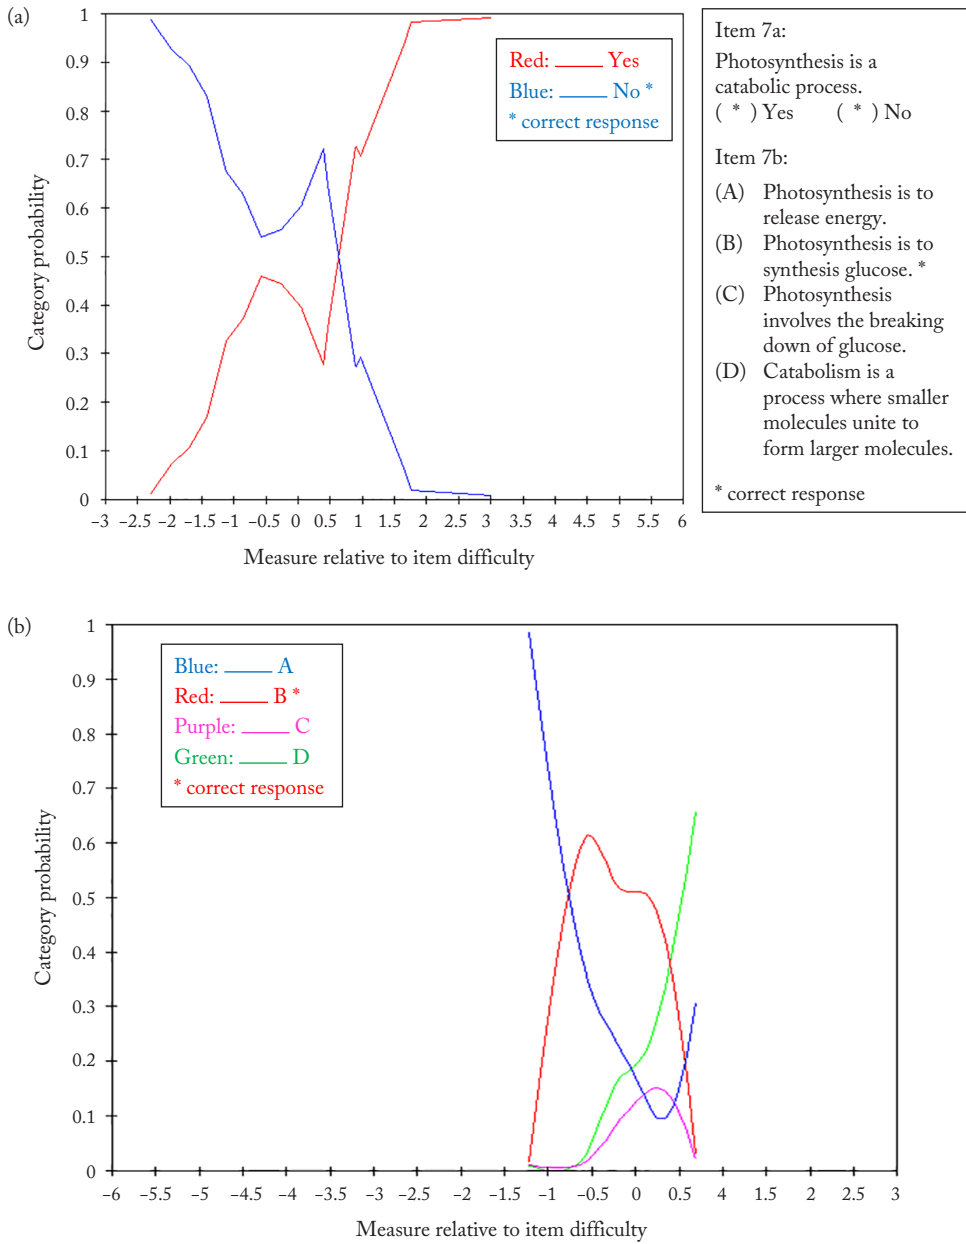 (a)
1
0.9
0.8
0.7
0.6
0.5
0.4
0.3
0.2
0.1
0
Category probability
Red: Yes
Blue: No *
* correct response
−3 −2.5 −2 −1.5 −1 −0.5 0 0.5 1 1.5 2 2.5 3 3.5 4 4.5 5 5.5 6
Measure relative to item difficulty
Item 7a:
Photosynthesis is a
catabolic process.
( * ) Yes ( * ) No
Item 7b:
(A) Photosynthesis is to
release energy.
(B) Photosynthesis is to
synthesis glucose. *
(C) Photosynthesis
involves the breaking
down of glucose.
(D) Catabolism is a
process where smaller
molecules unite to
form larger molecules.
* correct response
(b)
1
0.9
0.8
0.7
0.6
0.5
0.4
0.3
0.2
0.1
0
Category probability
Blue: A
Red: B *
Purple: C
Green: D
* correct response
−6 −5.5 −5 −4.5 −4 −3.5 −3 −2.5 −2 −1.5 −1 −0.5 0 0.5 1 1.5 2 2.5 3
Measure relative to item difficulty